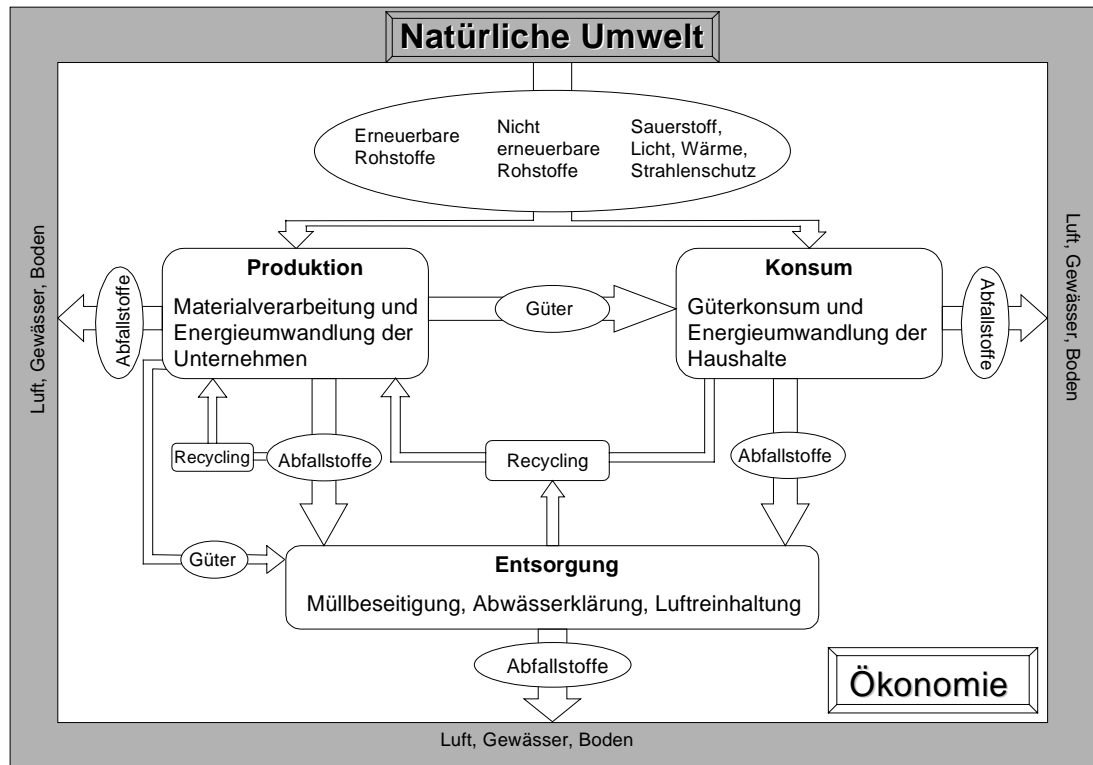 Natürliche Umwelt
Erneuerbare
Rohstoffe
Nicht
erneuerbare
Rohstoffe
Sauerstoff,
Licht, Wärme,
Strahlenschutz
Luft, Gewässer, Boden
Abfallstoffe
Produktion
Materialverarbeitung und
Energieumwandlung der
Unternehmen
Güter
Konsum
Güterkonsum und
Energieumwandlung der
Haushalte
Abfallstoffe
Luft, Gewässer, Boden
Recycling
Abfallstoffe
Recycling
Abfallstoffe
Güter
Entsorgung
Müllbeseitigung, Abwässerklärung, Luftreinhaltung
Abfallstoffe
Ökonomie
Luft, Gewässer, Boden